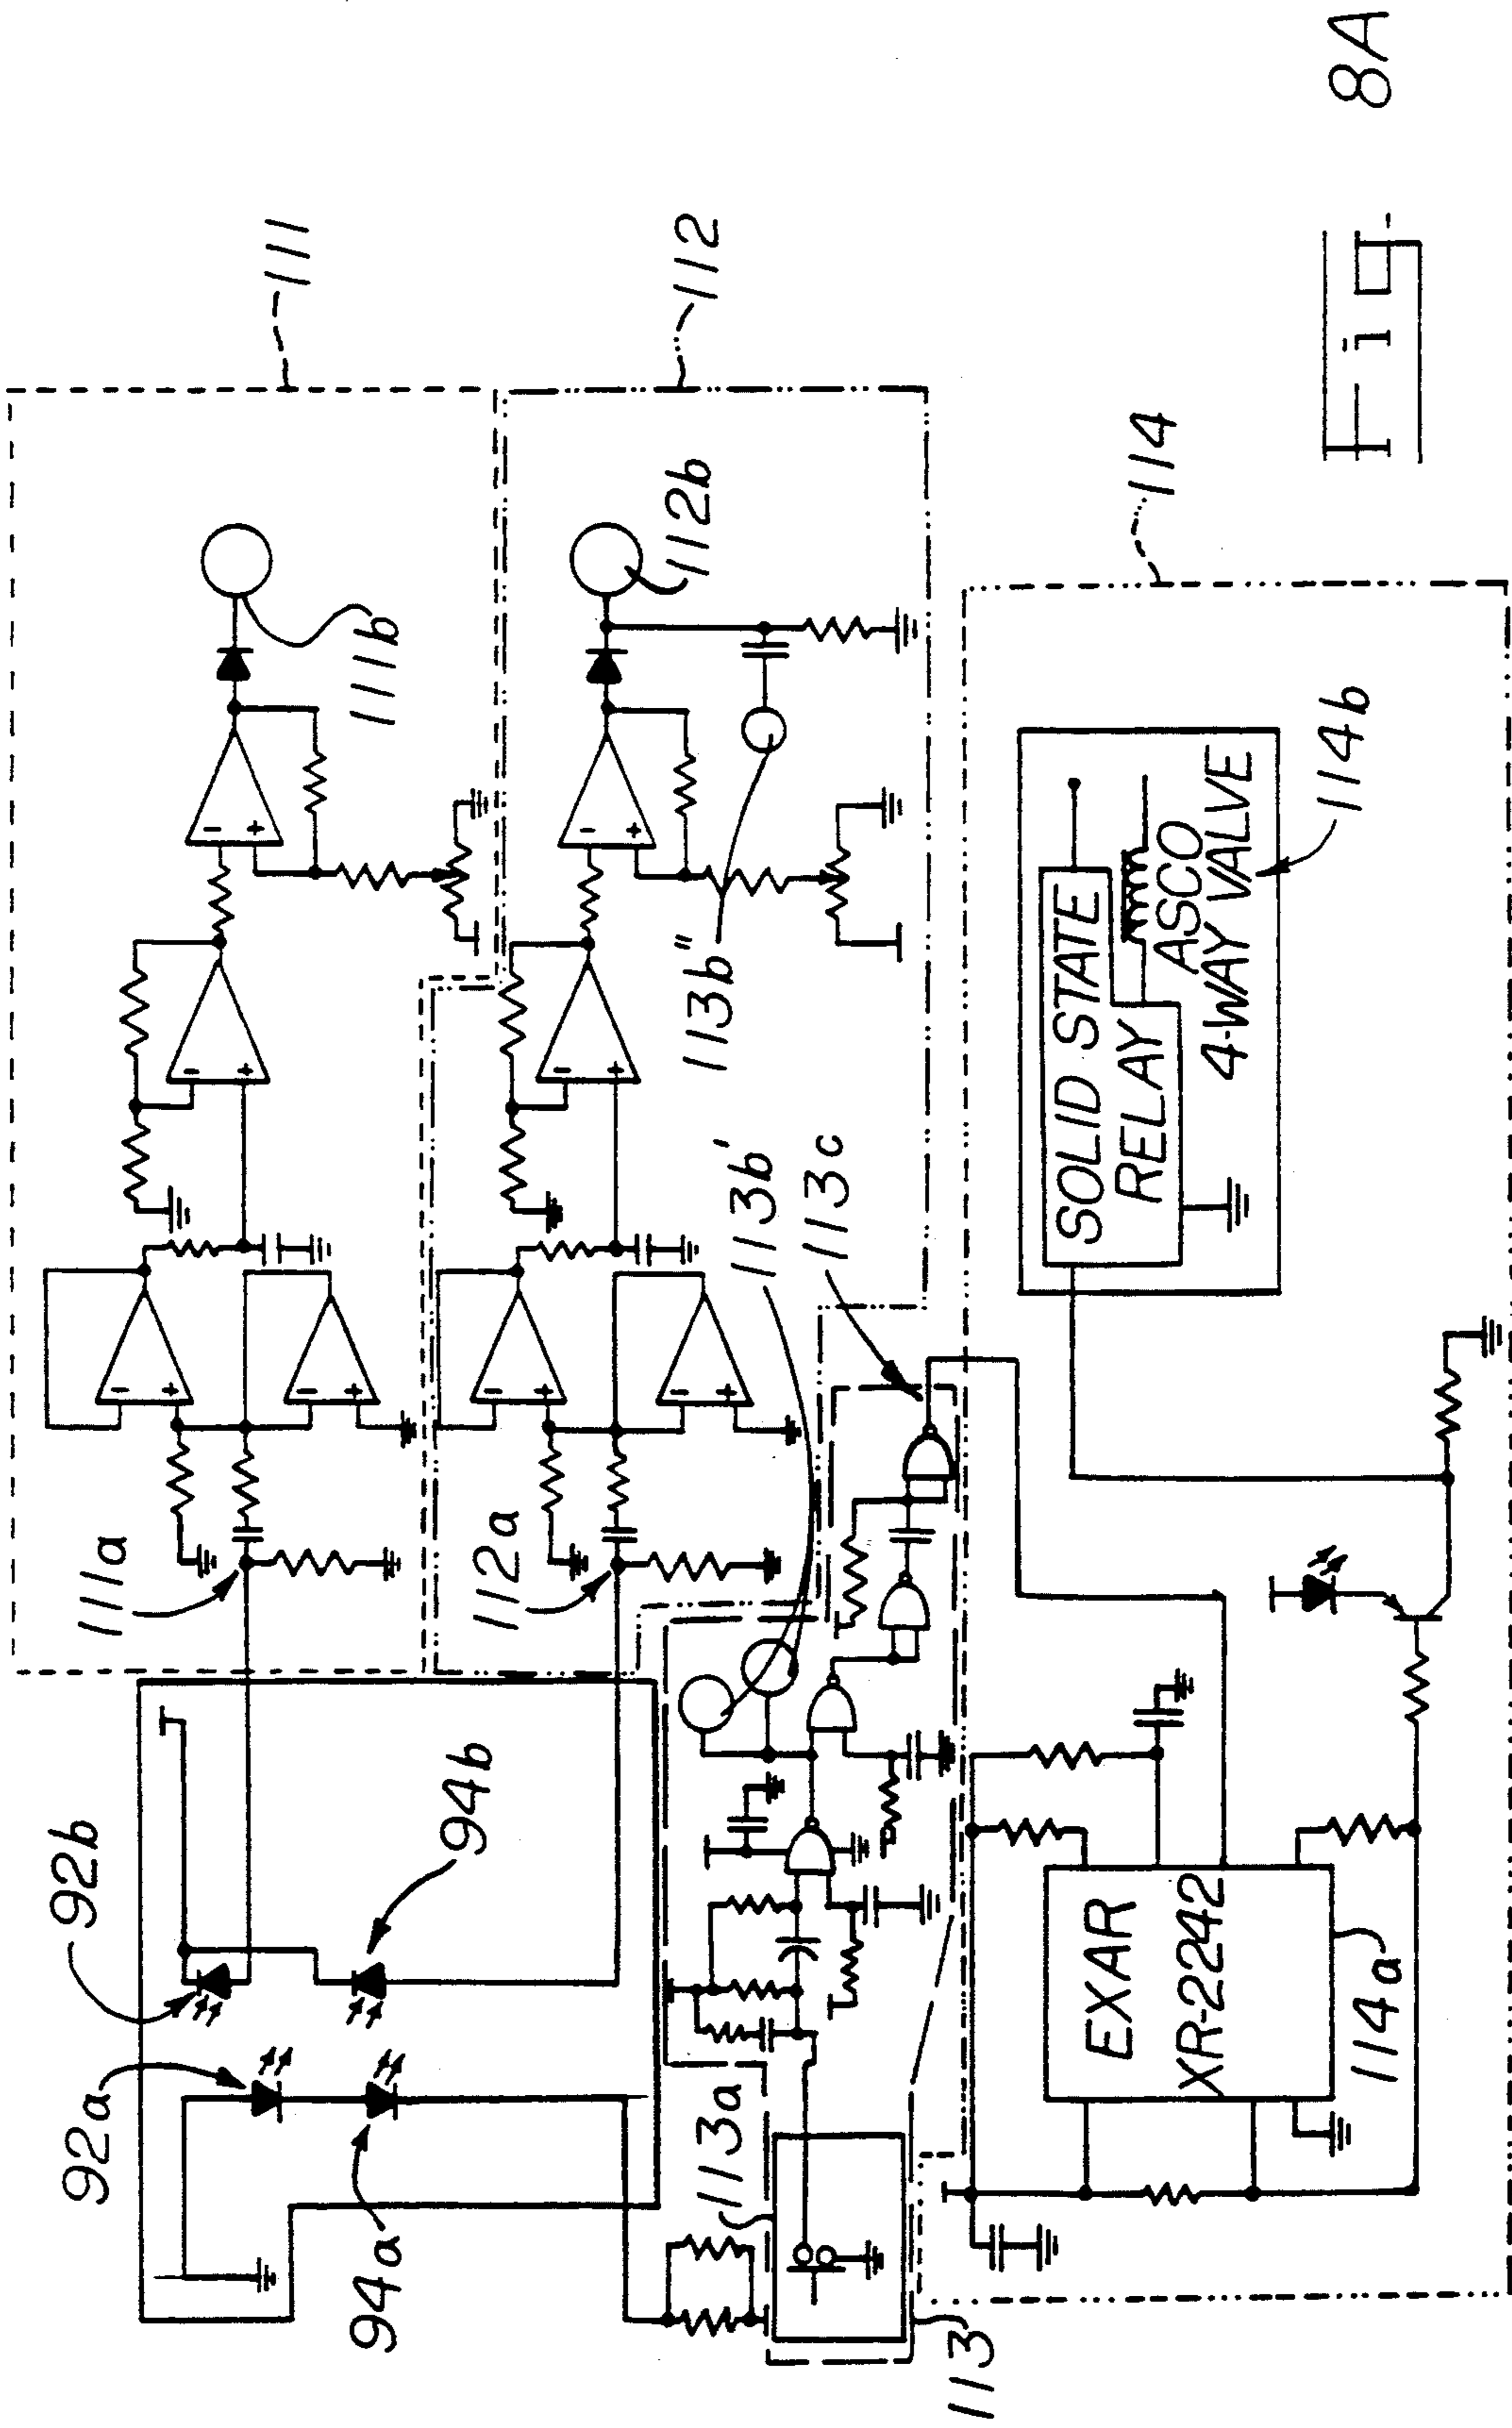 92b
92a
94b
94a
111a
111b
111
112a
112b
112
113a
113b'
113b"
113c
113
SOLID STATE
RELAY
ASCO
4-WAY VALVE
114b
114
EXAR
XR-2242
114a
- +
- +
- +
- +
- +
- +
- +
- +
Fig. 8A